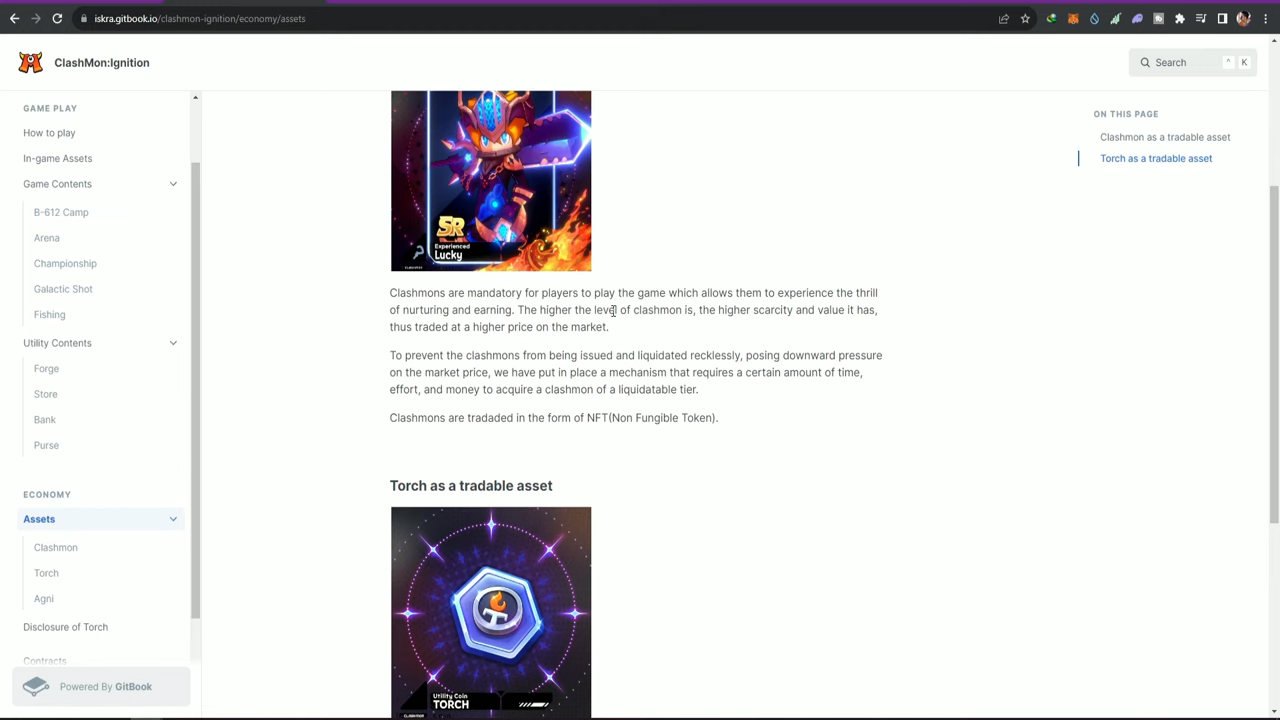 iskra.gitbook.io/clashmon-ignition/economy/assets
ClashMon:Ignition
Search
^ K
GAME PLAY
How to play
In-game Assets
Game Contents
B-612 Camp
Arena
Championship
Galactic Shot
Fishing
Utility Contents
Forge
Store
Bank
Purse
ECONOMY
Assets
Clashmon
Torch
Agni
Disclosure of Torch
Contracts
Powered By GitBook
SR
Experienced
Lucky
Clashmons are mandatory for players to play the game which allows them to experience the thrill
of nurturing and earning. The higher the level of clashmon is, the higher scarcity and value it has,
thus traded at a higher price on the market.
To prevent the clashmons from being issued and liquidated recklessly, posing downward pressure
on the market price, we have put in place a mechanism that requires a certain amount of time,
effort, and money to acquire a clashmon of a liquidatable tier.
Clashmons are tradaded in the form of NFT(Non Fungible Token).
Torch as a tradable asset
T
Utility Coin
TORCH
ON THIS PAGE
Clashmon as a tradable asset
Torch as a tradable asset